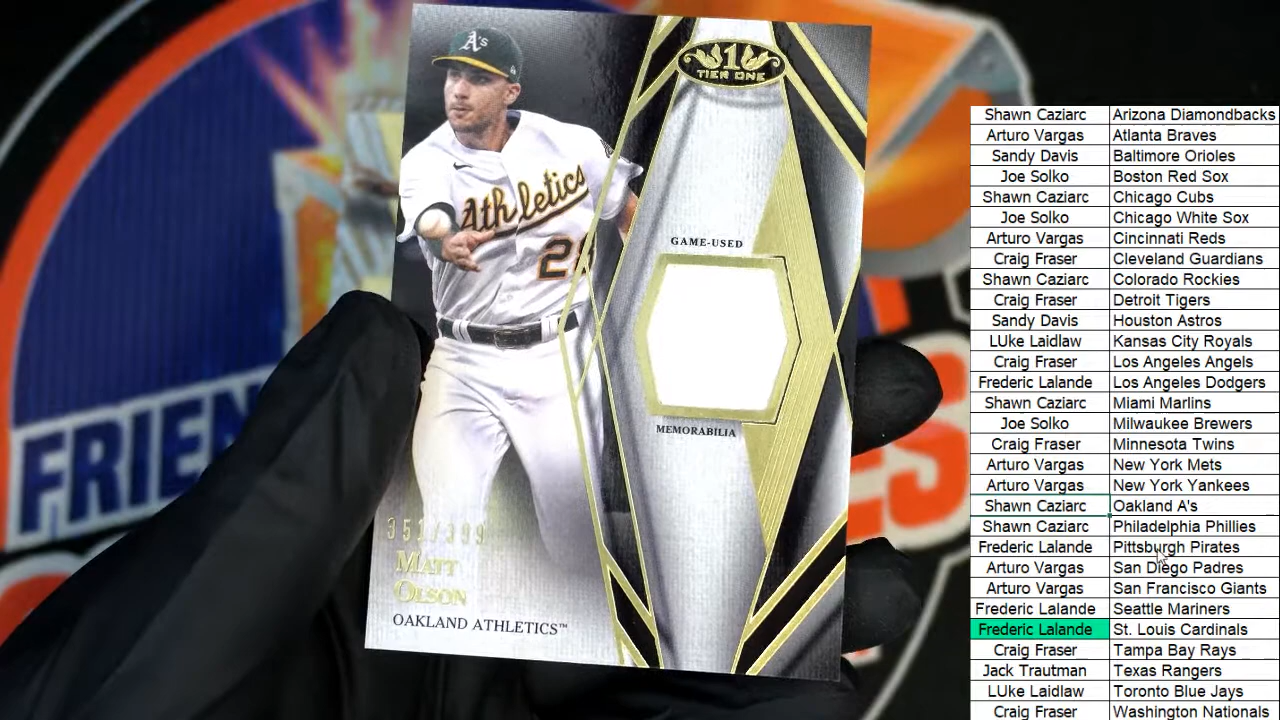 A's
1
TIER ONE
Athletics
GAME-USED
MEMORABILIA
351/399
MATT
OLSON
OAKLAND ATHLETICS™
FRIEN
Shawn Caziarc Arizona Diamondbacks
Arturo Vargas Atlanta Braves
Sandy Davis Baltimore Orioles
Joe Solko Boston Red Sox
Shawn Caziarc Chicago Cubs
Joe Solko Chicago White Sox
Arturo Vargas Cincinnati Reds
Craig Fraser Cleveland Guardians
Shawn Caziarc Colorado Rockies
Craig Fraser Detroit Tigers
Sandy Davis Houston Astros
LUke Laidlaw Kansas City Royals
Craig Fraser Los Angeles Angels
Frederic Lalande Los Angeles Dodgers
Shawn Caziarc Miami Marlins
Joe Solko Milwaukee Brewers
Craig Fraser Minnesota Twins
Arturo Vargas New York Mets
Arturo Vargas New York Yankees
Shawn Caziarc Oakland A's
Shawn Caziarc Philadelphia Phillies
Frederic Lalande Pittsburgh Pirates
Arturo Vargas San Diego Padres
Arturo Vargas San Francisco Giants
Frederic Lalande Seattle Mariners
Frederic Lalande St. Louis Cardinals
Craig Fraser Tampa Bay Rays
Jack Trautman Texas Rangers
LUke Laidlaw Toronto Blue Jays
Craig Fraser Washington Nationals